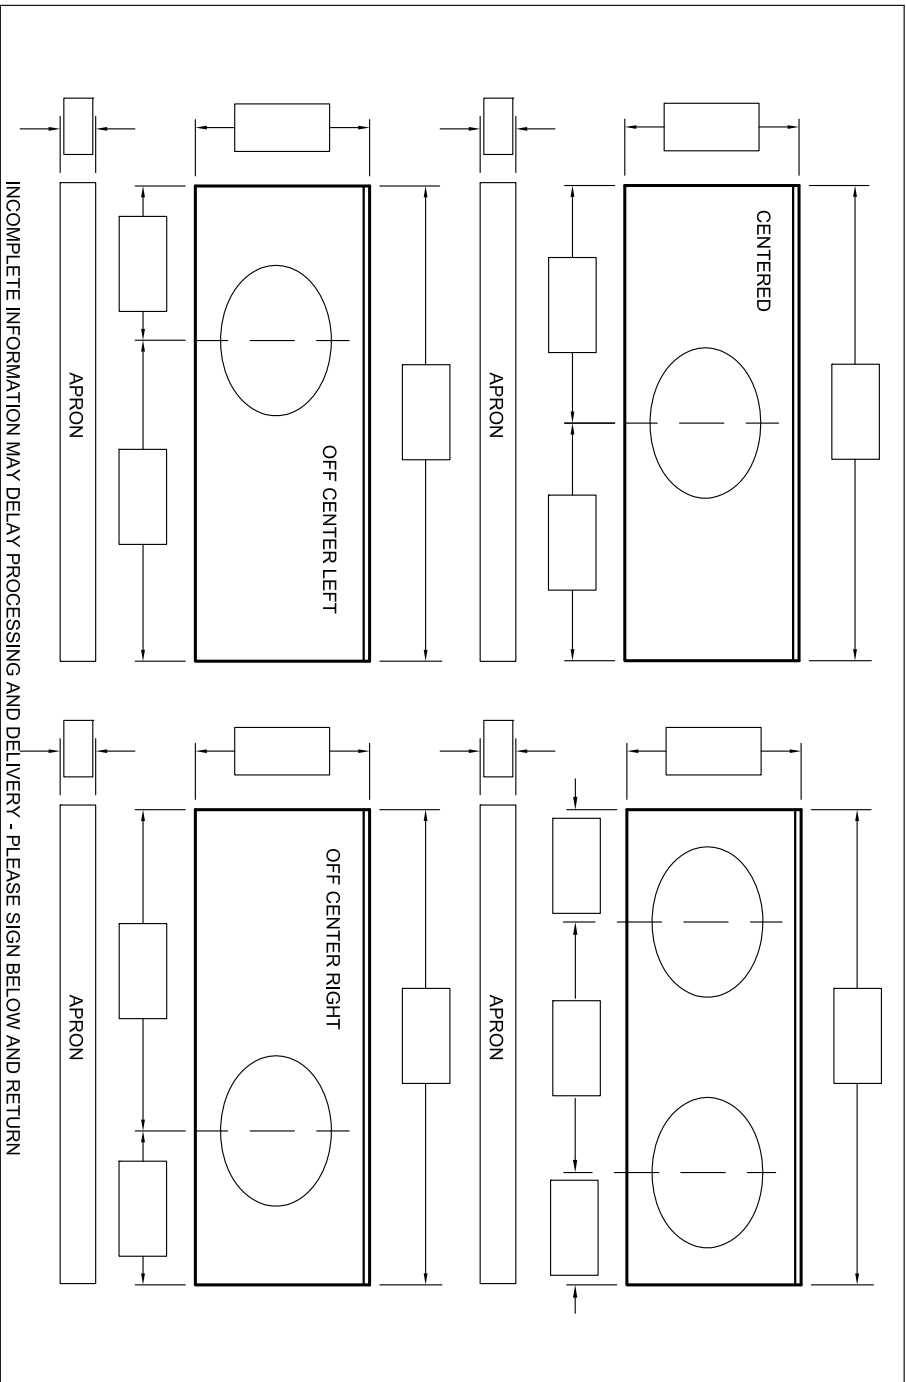 CENTERED
APRON
APRON
OFF CENTER LEFT
OFF CENTER RIGHT
APRON
APRON
INCOMPLETE INFORMATION MAY DELAY PROCESSING AND DELIVERY - PLEASE SIGN BELOW AND RETURN